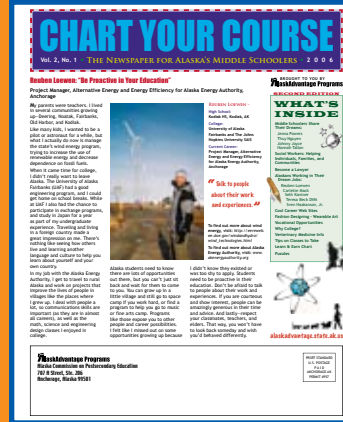 CHART YOUR COURSE
Vol. 2, No. 1 · THE NEWSPAPER FOR ALASKA'S MIDDLE SCHOOLERS · 2006
Reuben Loewen: "Be Proactive in Your Education"
Project Manager, Alternative Energy and Energy Efficiency for Alaska Energy Authority,
Anchorage
My parents were teachers. I lived
in several communities growing
up—Deering, Noatak, Fairbanks,
Old Harbor, and Kodiak.
Like many kids, I wanted to be a
pilot or astronaut for a while, but
what I actually do now is manage
the state's wind energy program,
trying to increase the use of
renewable energy and decrease
dependence on fossil fuels.
When it came time for college,
I didn't really want to leave
Alaska. The University of Alaska
Fairbanks (UAF) had a good
engineering program, and I could
get home on school breaks. While
at UAF I also had the chance to
participate in exchange programs,
and study in Japan for a year
as part of my undergraduate
experience. Traveling and living
in a foreign country made a
great impression on me. There's
nothing like seeing how others
live and learning another
language and culture to help you
learn about yourself and your
own country.
In my job with the Alaska Energy
Authority, I get to travel to rural
Alaska and work on projects that
improve the lives of people in
villages like the places where
I grew up. I deal with people a
lot, so communications skills are
important (as they are in almost
all careers), as well as the
math, science and engineering
design classes I enjoyed in
college.
Alaska students need to know
there are lots of opportunities
out there, but you can't just sit
back and wait for them to come
to you. You can grow up in a
little village and still go to space
camp if you work hard, or find a
program to help you go to music
or fine arts camp. Programs
like those expose you to other
people and career possibilities.
I felt like I missed out on some
opportunities growing up because
REUBEN LOEWEN -
High School:
Kodiak HS, Kodiak, AK
College:
University of Alaska
Fairbanks and The Johns
Hopkins University SAIS
Current Career:
Project Manager, Alternative
Energy and Energy Efficiency
for Alaska Energy Authority,
Anchorage
"Talk to people
about their work
and experiences."
To find out more about wind
energy, visit:
To find out more about Alaska
Energy Authority, visit: www.
I didn't know they existed or
was too shy to apply. Students
need to be proactive in their
education. Don't be afraid to talk
to people about their work and
experience. If you are courteous
and show interest, people can be
amazingly generous in their time
and advice. And lastly—respect
your classmates, teachers, and
elders. That way, you won't have
to look back someday and wish
you'd behaved differently.
BROUGHT TO YOU BY
AlaskAdvantage Programs
SECOND EDITION
WHAT'S
INSIDE
Middle Schoolers Share
Their Dreams:
Social Workers: Helping
Individuals, Families, and
Communities
Become a Lawyer
Alaskans Working in Their
Dream Jobs:
Reuben Loewen
Cool Career Web Sites
Fashion Designing - Wearable Art
Vocational Opportunities
Why College?
Veterinary Medicine Info
Tips on Classes to Take
Learn & Earn Chart
Puzzles
alaskadvantage.state.ak.us
AlaskAdvantage Programs
Alaska Commission on Postsecondary Education
707 A Street, Ste. 206
Anchorage, Alaska 99501
PRSRT STANDARD
U.S. POSTAGE
PAID
ANCHORAGE AK